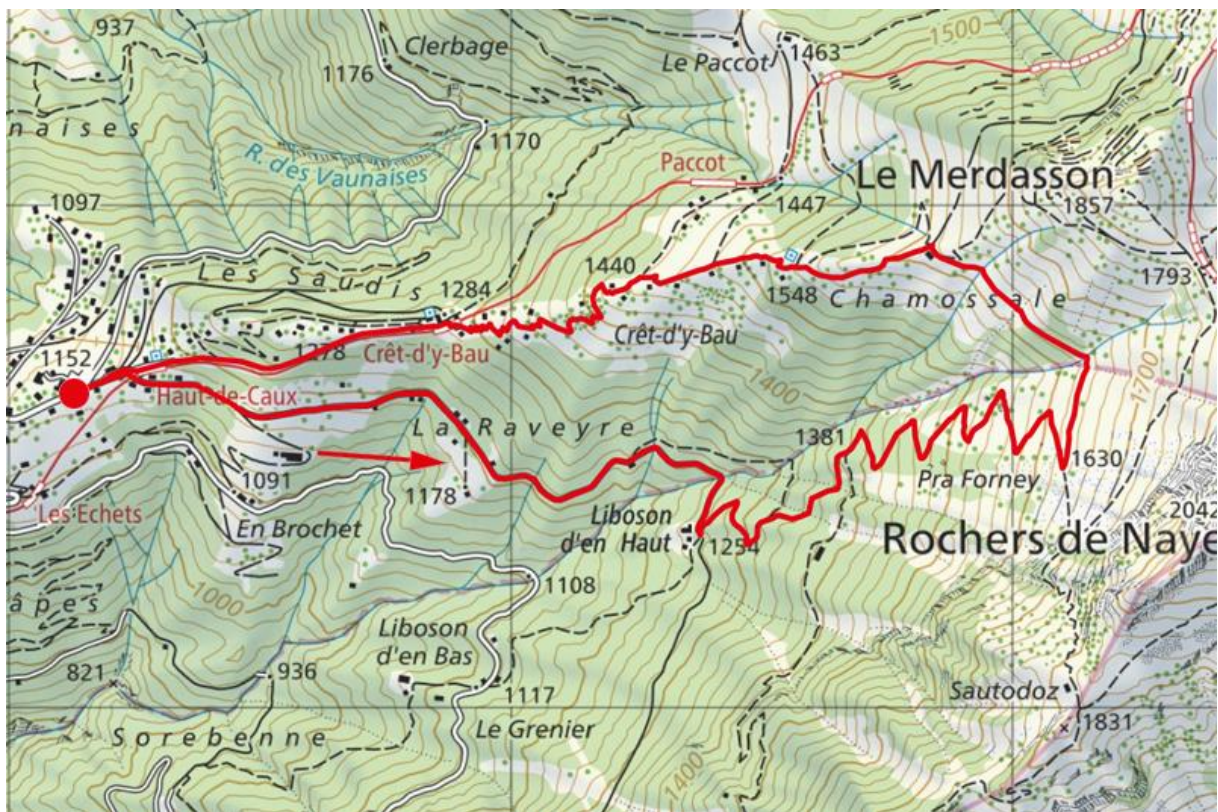 937
Clerbage
1463
1500
Le Paccot
1176
naises
1170
R. des Vaunaises
Paccot
Le Merdasson
1447
1857
1097
Les Saudis
1284
1440
1793
1548
Chamossale
1152
1278
Crêt-d'y-Bau
Crêt-d'y-Bau
Haut-de-Caux
1400
1700
La Raveyre
1381
1630
1091
1178
Pra Forney
Les Echets
En Brochet
Liboson
d'en Haut
1254
2042
Rochers de Naye
1000
1108
âpes
Liboson
d'en Bas
821
936
1117
Sautodoz
Le Grenier
1831
Sorebenne
1400